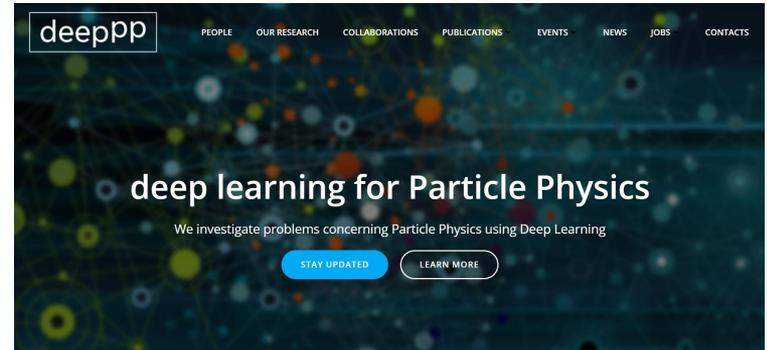 deeppp
PEOPLE OUR RESEARCH COLLABORATIONS PUBLICATIONS EVENTS NEWS JOBS CONTACTS
deep learning for Particle Physics
We investigate problems concerning Particle Physics using Deep Learning
STAY UPDATED LEARN MORE